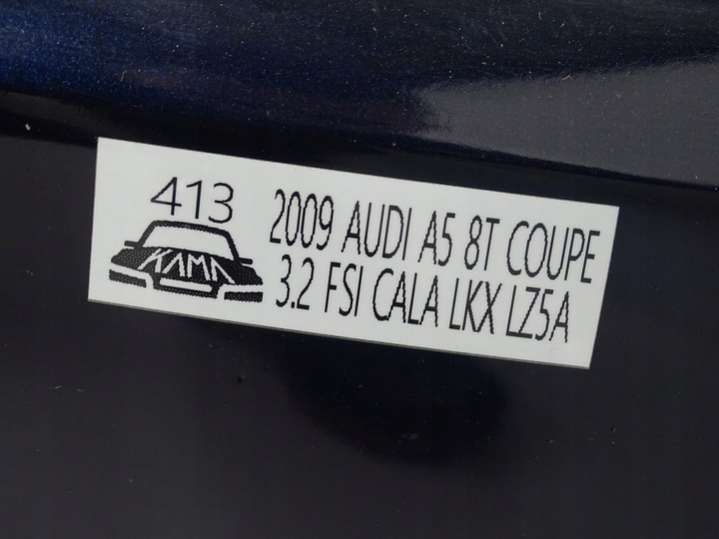 413
KAMA
2009 AUDI A5 8T COUPE
3.2 FSI CALA LKX LZ5A